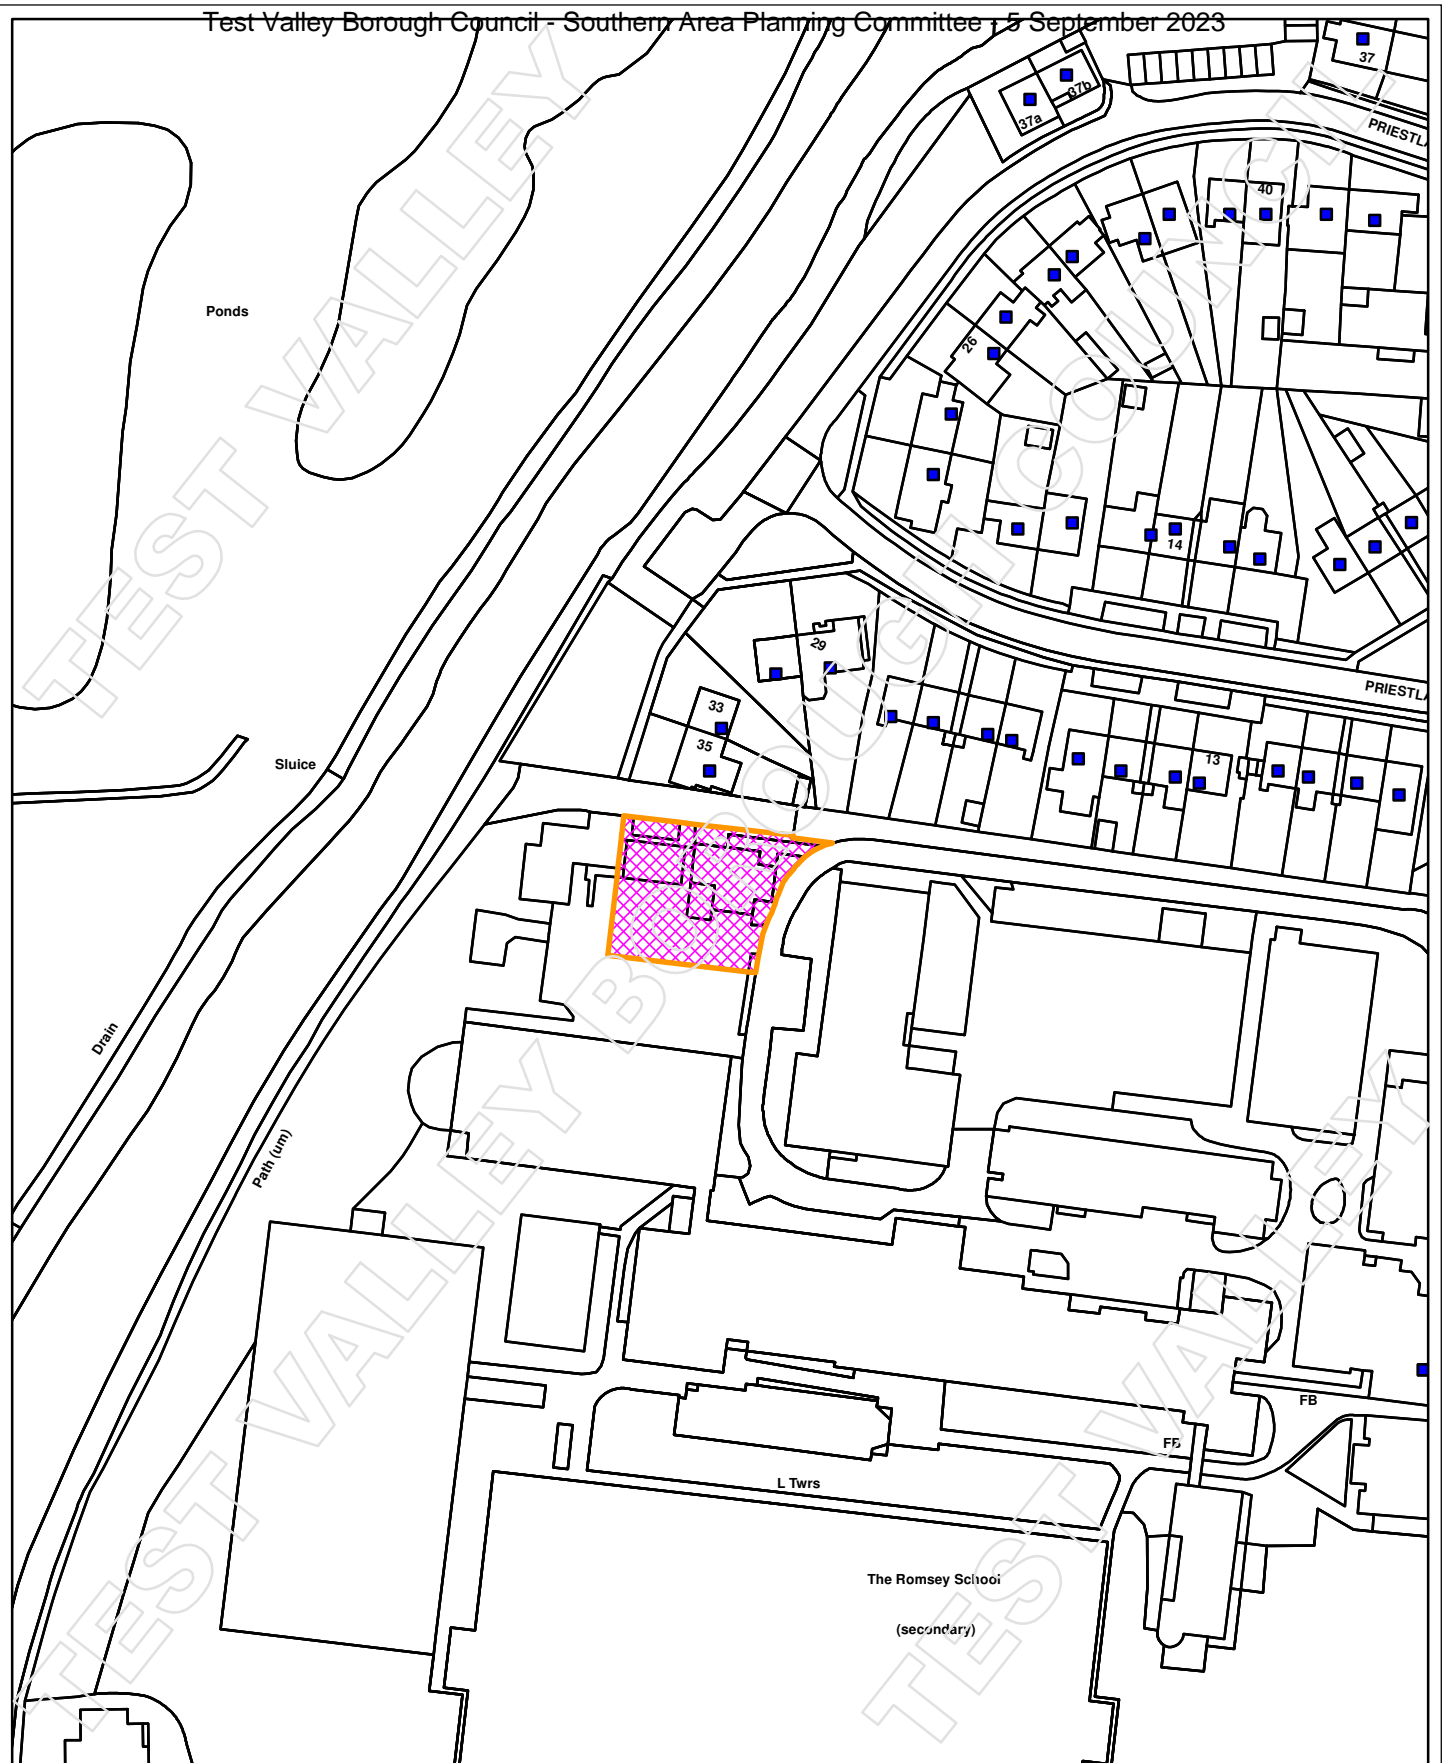 Test Valley Borough Council - Southern Area Planning Committee - 5 September 2023
37
37b
37a
PRIESTLA
40
Ponds
26
14
29
PRIESTLA
33
35
13
Sluice
Drain
Path (um)
FB
FB
L Twrs
The Romsey School
(secondary)
TEST VALLEY
TEST VALLEY BOROUGH COUNCIL
TEST VALLEY
TEST VALLEY